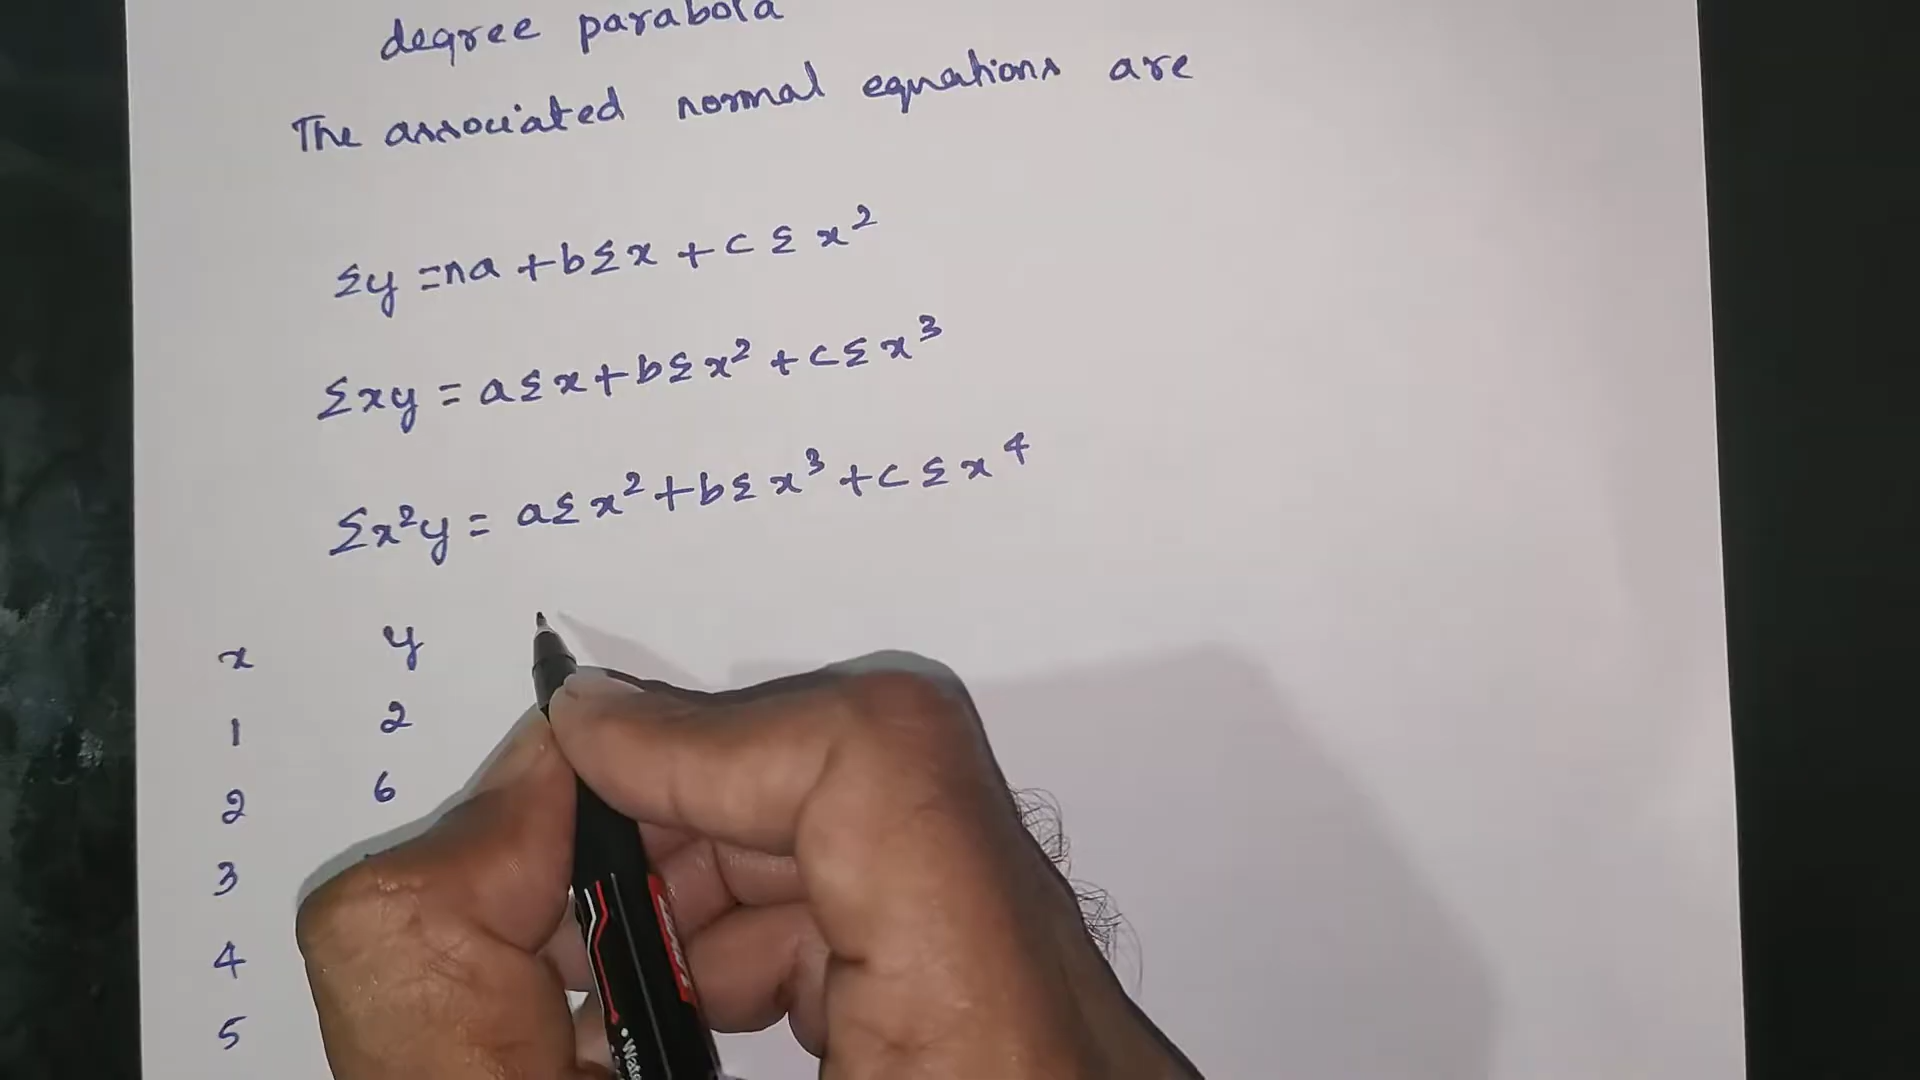 degree parabola
The associated normal equations are
Σy = na + bΣx + cΣx²
Σxy = aΣx + bΣx² + cΣx³
Σx²y = aΣx² + bΣx³ + cΣx⁴
x y
1 2
2 6
3
4
5